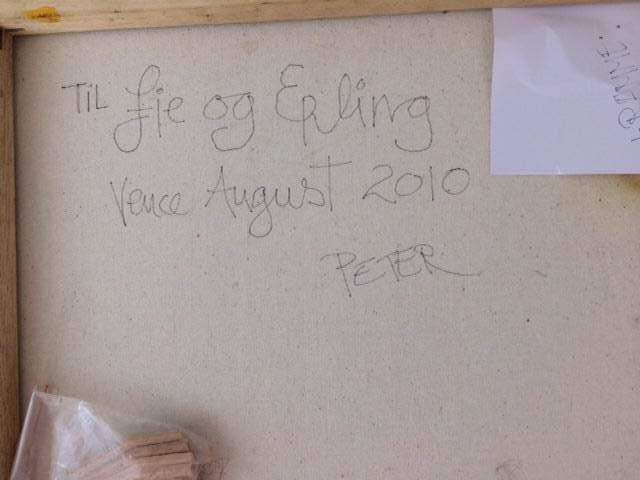 TiL Fie og Erling
Vence August 2010
PETER